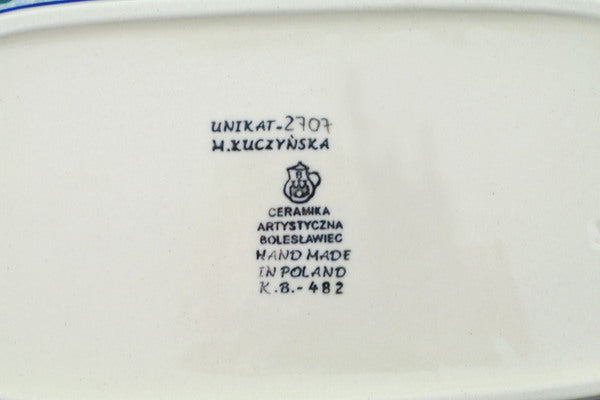 UNIKAT-2707
M.KUCZYŃSKA
CERAMIKA
ARTYSTYCZNA
BOLESŁAWIEC
HAND MADE
IN POLAND
K.B.-482